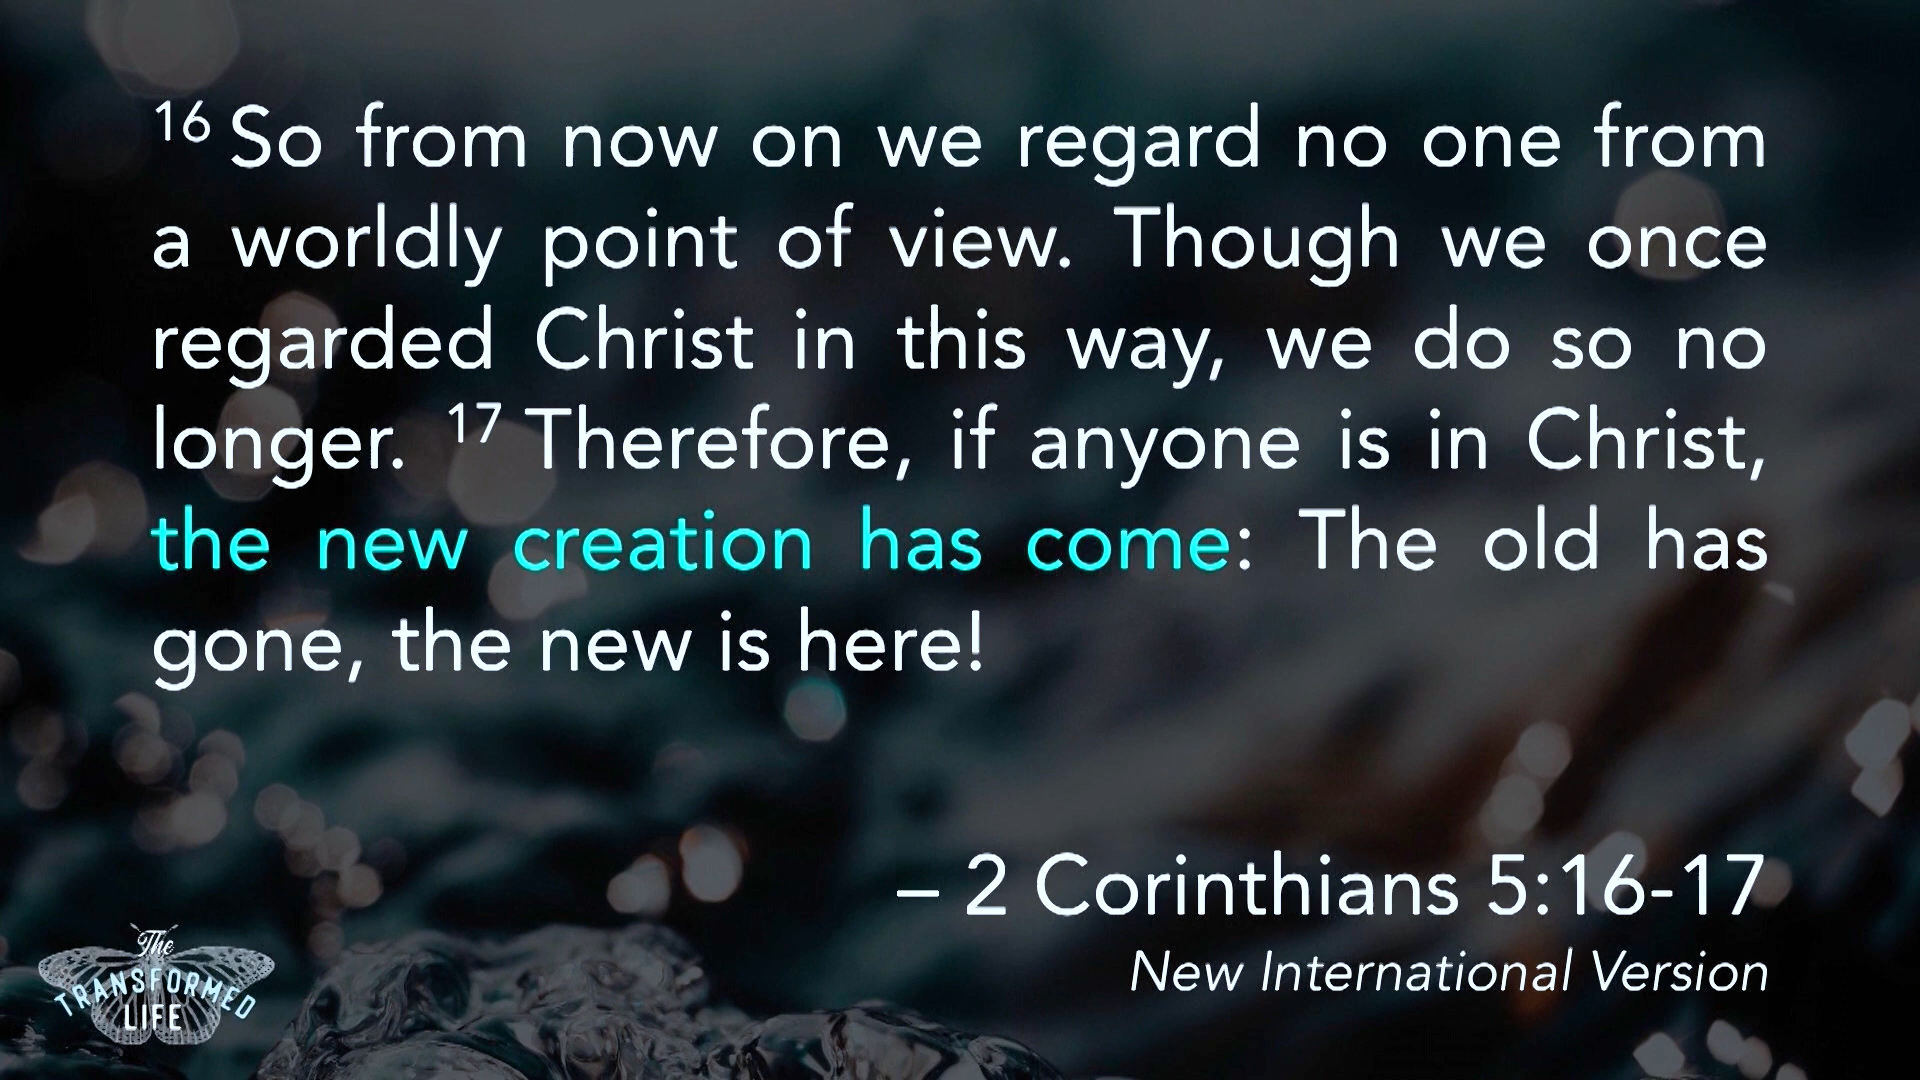 16 So from now on we regard no one from
a worldly point of view. Though we once
regarded Christ in this way, we do so no
longer. 17 Therefore, if anyone is in Christ,
the new creation has come: The old has
gone, the new is here!
– 2 Corinthians 5:16-17
New International Version
The
TRANSFORMED
LIFE